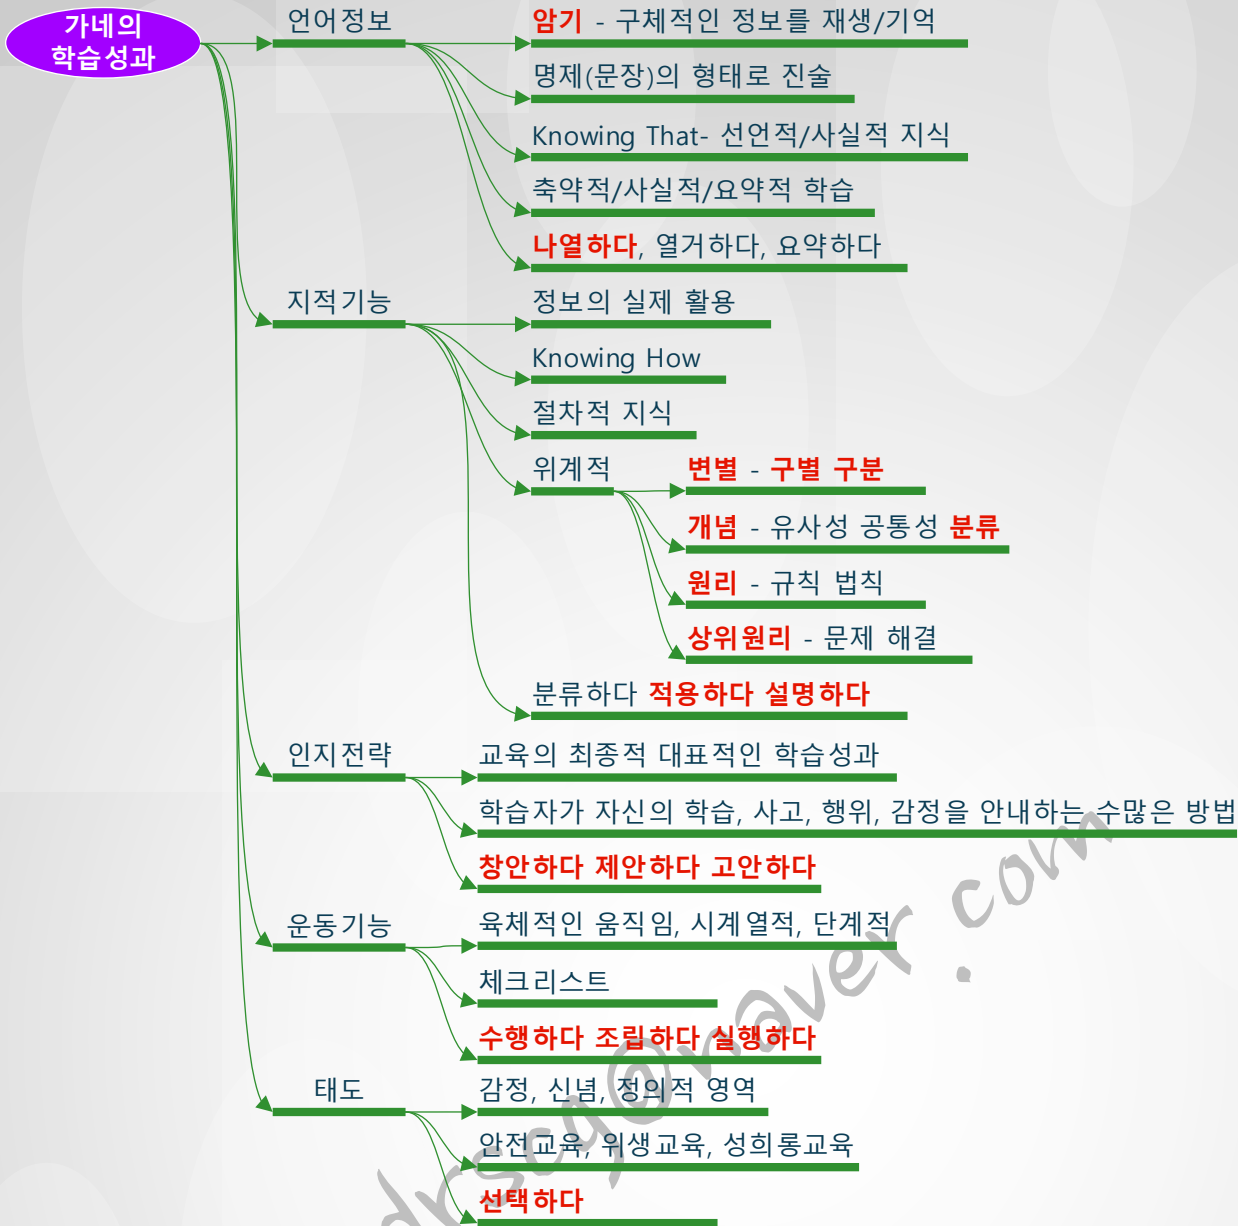 가네의
학습성과
언어정보
암기 - 구체적인 정보를 재생/기억
명제(문장)의 형태로 진술
Knowing That- 선언적/사실적 지식
축약적/사실적/요약적 학습
나열하다, 열거하다, 요약하다
지적기능
정보의 실제 활용
Knowing How
절차적 지식
위계적
변별 - 구별 구분
개념 - 유사성 공통성 분류
원리 - 규칙 법칙
상위원리 - 문제 해결
분류하다 적용하다 설명하다
인지전략
교육의 최종적 대표적인 학습성과
학습자가 자신의 학습, 사고, 행위, 감정을 안내하는 수많은 방법
창안하다 제안하다 고안하다
운동기능
육체적인 움직임, 시계열적, 단계적
체크리스트
수행하다 조립하다 실행하다
태도
감정, 신념, 정의적 영역
안전교육, 위생교육, 성희롱교육
선택하다
drscg@naver.com